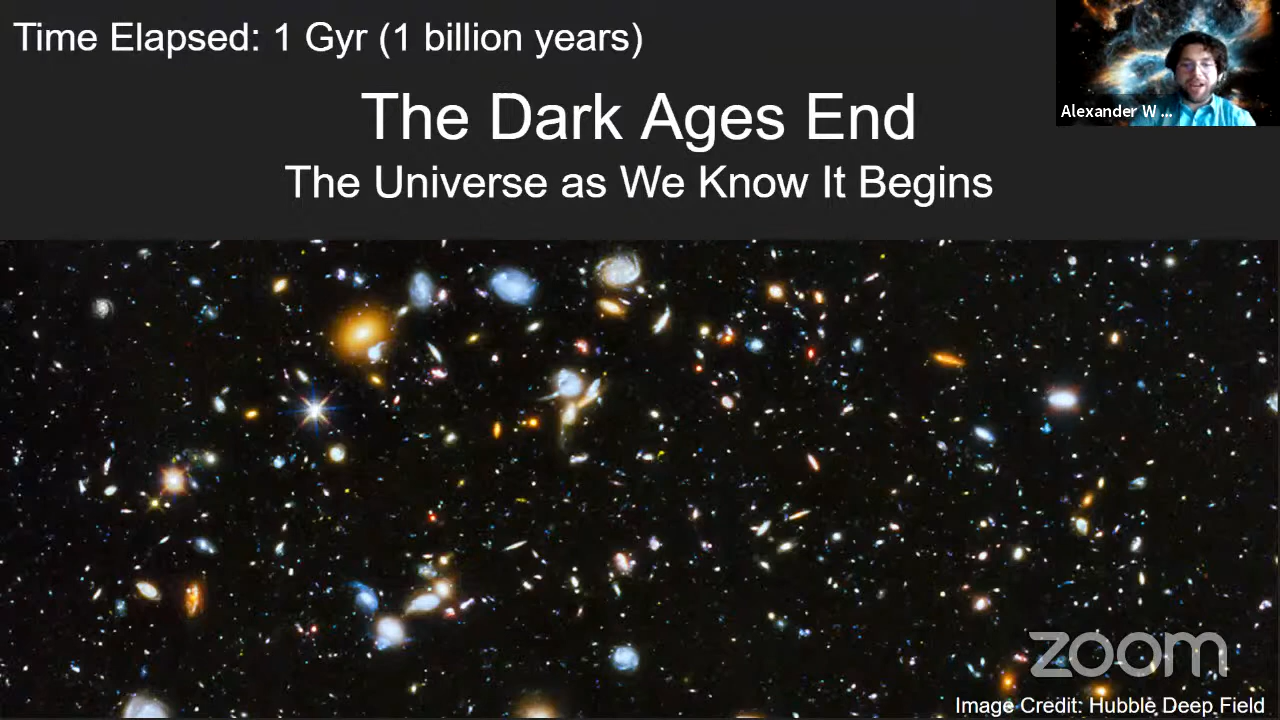 Time Elapsed: 1 Gyr (1 billion years)
The Dark Ages End
The Universe as We Know It Begins
Alexander W ...
zoom
Image Credit: Hubble Deep Field